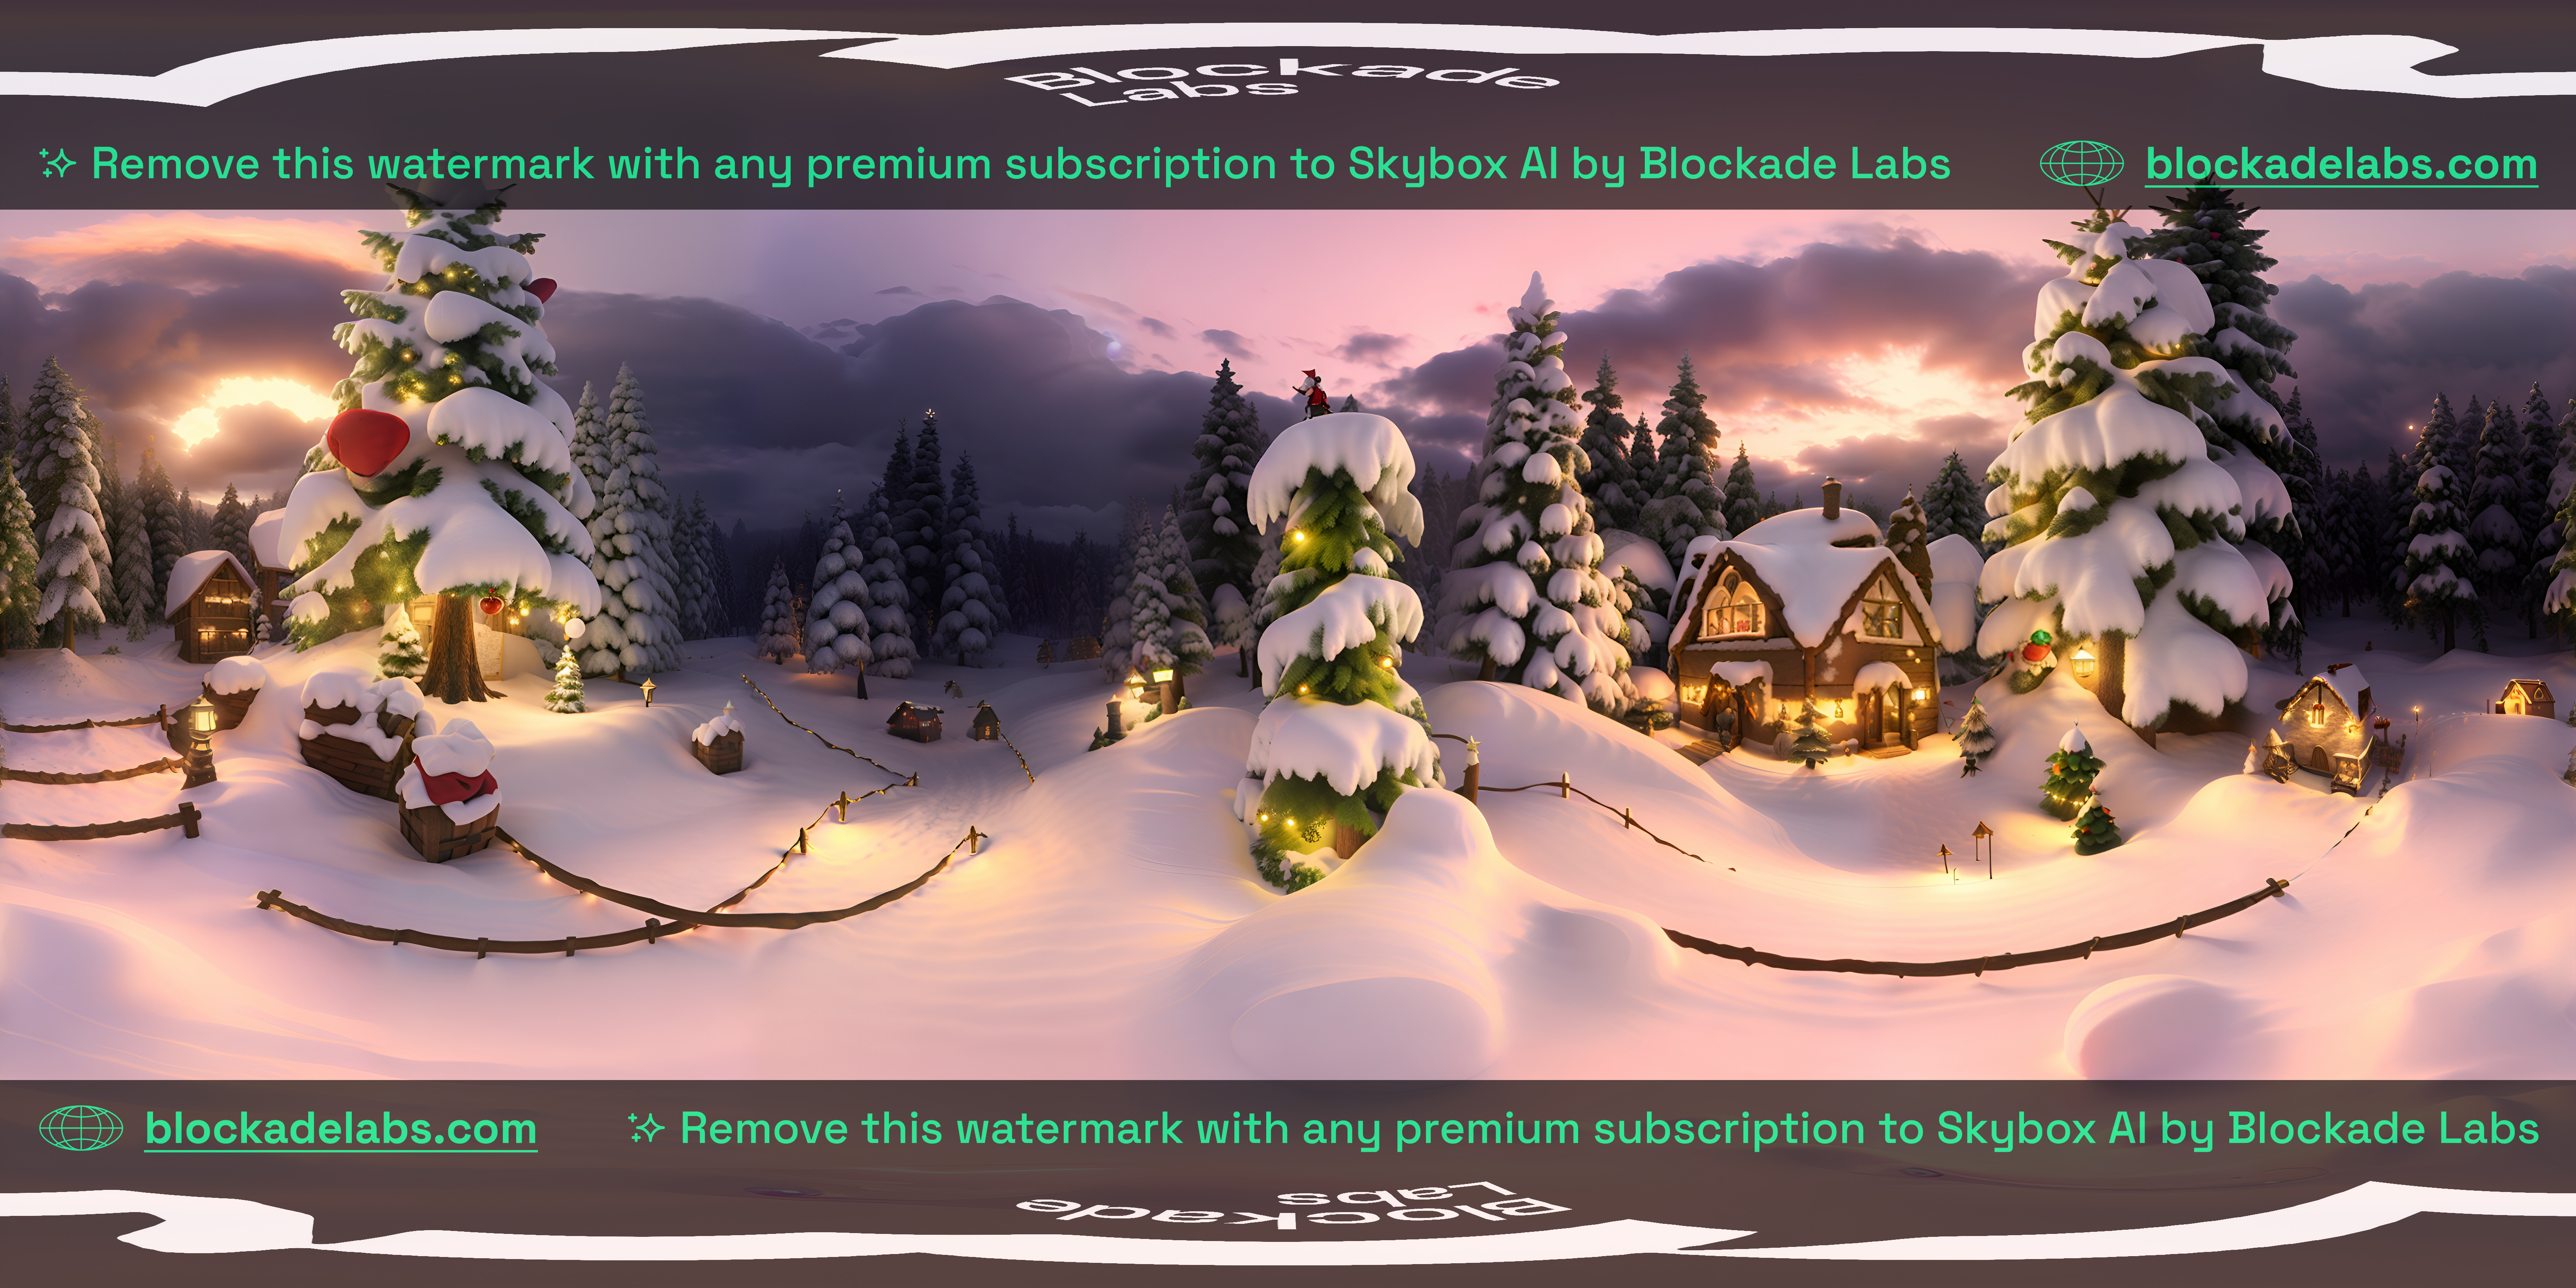 Blockade
Labs
Remove this watermark with any premium subscription to Skybox AI by Blockade Labs
blockadelabs.com
blockadelabs.com
Remove this watermark with any premium subscription to Skybox AI by Blockade Labs
Labs
Blockade